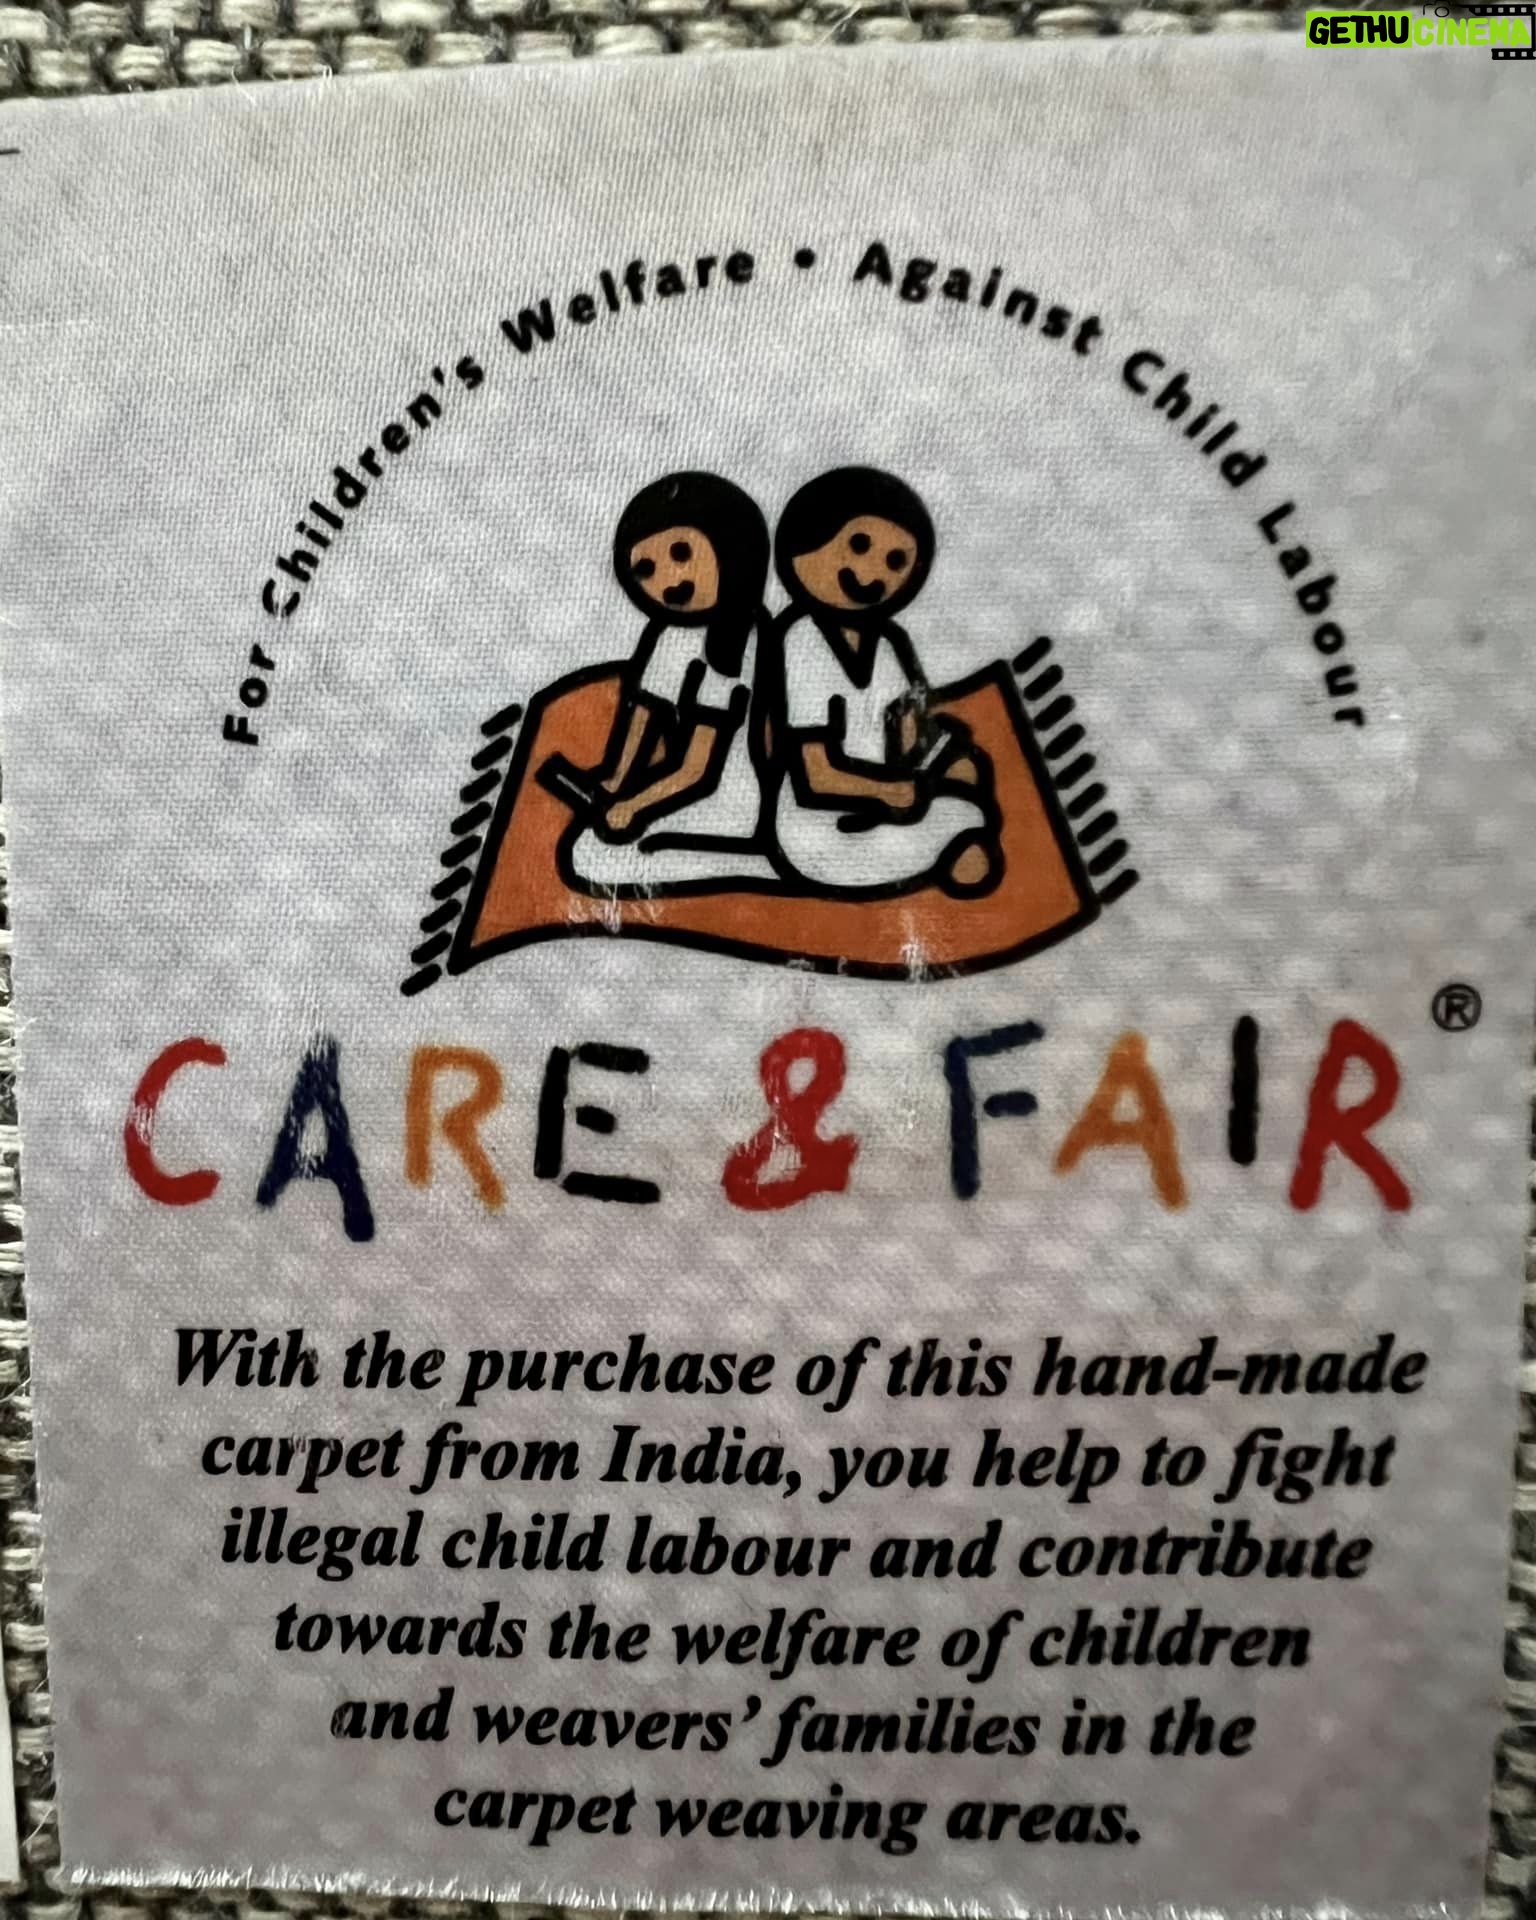 GETHUCINEMA
For Children's Welfare • Against Child Labour
CARE & FAIR®
With the purchase of this hand-made
carpet from India, you help to fight
illegal child labour and contribute
towards the welfare of children
and weavers' families in the
carpet weaving areas.